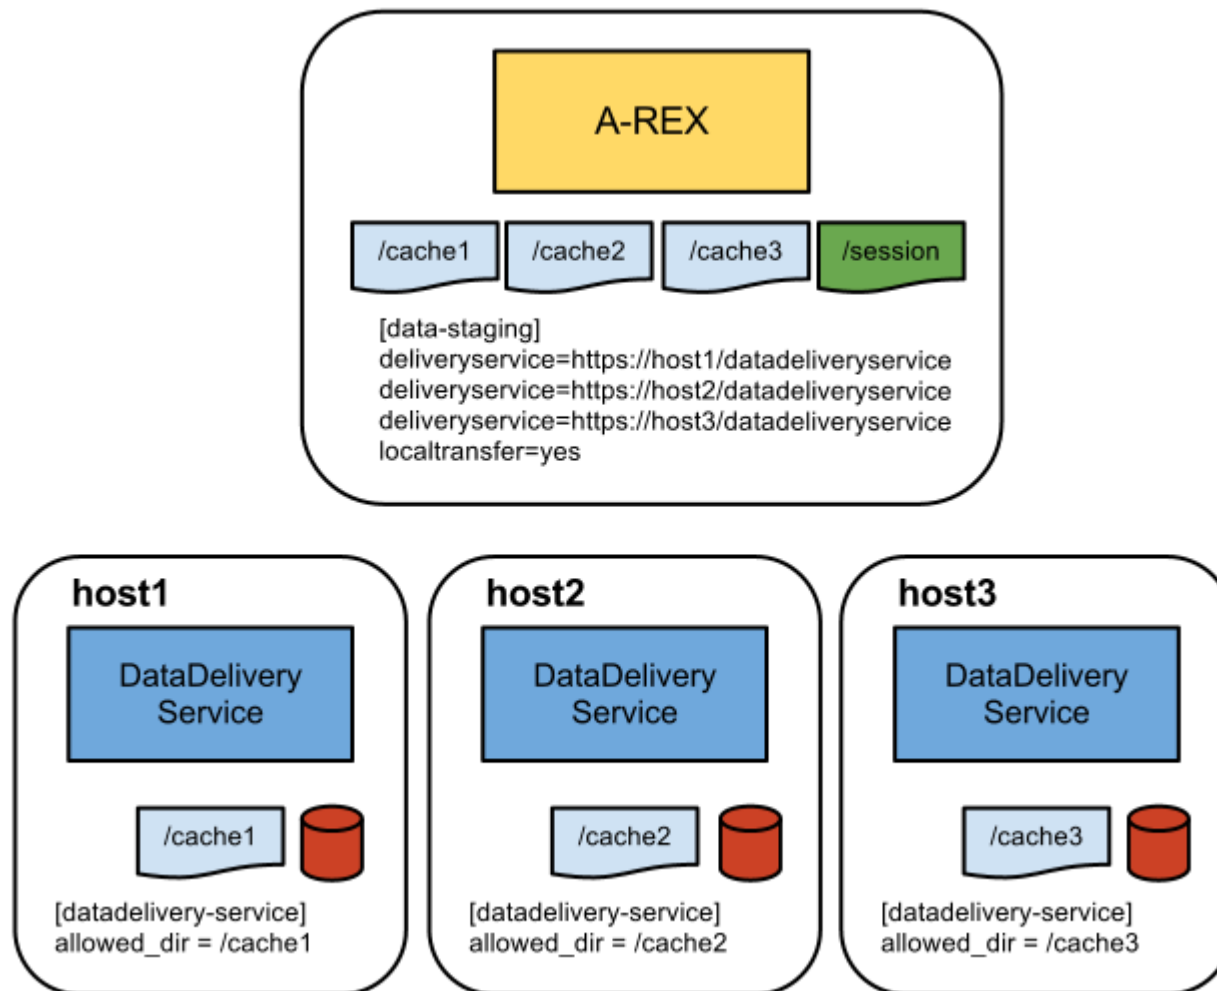 A-REX
/cache1
/cache2
/cache3
/session
[data-staging]
deliveryservice=https://host1/datadeliveryservice
deliveryservice=https://host2/datadeliveryservice
deliveryservice=https://host3/datadeliveryservice
localtransfer=yes
host1
DataDelivery
Service
/cache1
[datadelivery-service]
allowed_dir = /cache1
host2
DataDelivery
Service
/cache2
[datadelivery-service]
allowed_dir = /cache2
host3
DataDelivery
Service
/cache3
[datadelivery-service]
allowed_dir = /cache3